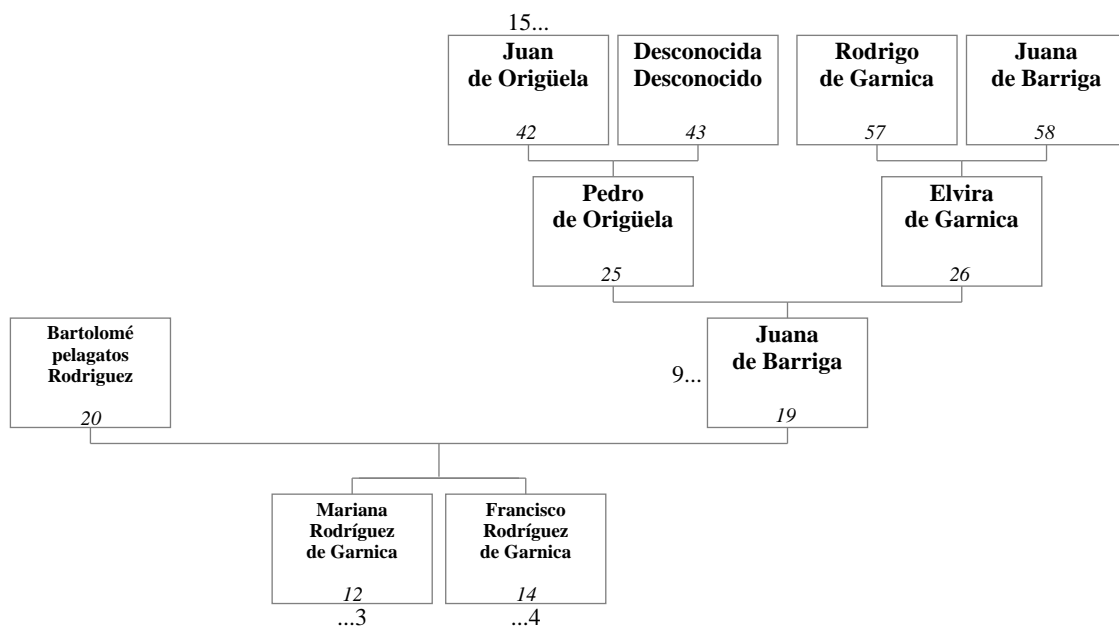 15...
Juan
de Origüela
42
Desconocida
Desconocido
43
Rodrigo
de Garnica
57
Juana
de Barriga
58
Pedro
de Origüela
25
Elvira
de Garnica
26
Bartolomé
pelagatos
Rodriguez
20
9...
Juana
de Barriga
19
Mariana
Rodríguez
de Garnica
12
...3
Francisco
Rodríguez
de Garnica
14
...4